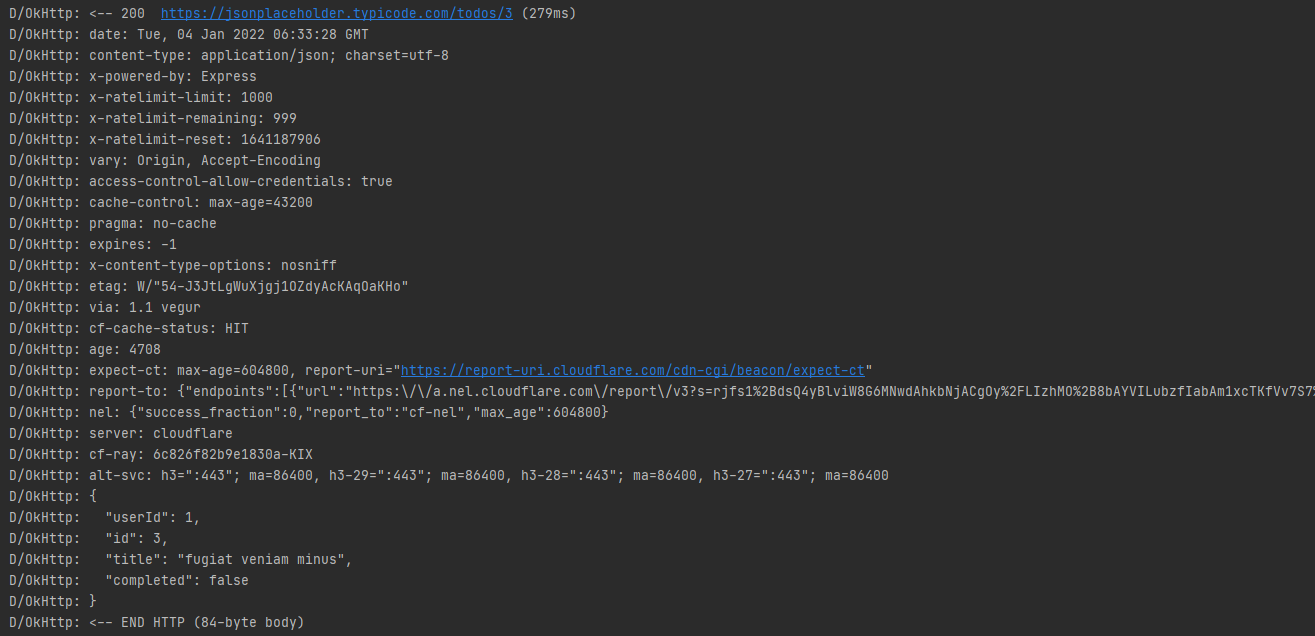 D/OkHttp: <-- 200  https://jsonplaceholder.typicode.com/todos/3 (279ms)
D/OkHttp: date: Tue, 04 Jan 2022 06:33:28 GMT
D/OkHttp: content-type: application/json; charset=utf-8
D/OkHttp: x-powered-by: Express
D/OkHttp: x-ratelimit-limit: 1000
D/OkHttp: x-ratelimit-remaining: 999
D/OkHttp: x-ratelimit-reset: 1641187906
D/OkHttp: vary: Origin, Accept-Encoding
D/OkHttp: access-control-allow-credentials: true
D/OkHttp: cache-control: max-age=43200
D/OkHttp: pragma: no-cache
D/OkHttp: expires: -1
D/OkHttp: x-content-type-options: nosniff
D/OkHttp: etag: W/"54-J3JtLgWuXjgj1OZdyAcKAqOaKHo"
D/OkHttp: via: 1.1 vegur
D/OkHttp: cf-cache-status: HIT
D/OkHttp: age: 4708
D/OkHttp: expect-ct: max-age=604800, report-uri="https://report-uri.cloudflare.com/cdn-cgi/beacon/expect-ct"
D/OkHttp: report-to: {"endpoints":[{"url":"https:\/\/a.nel.cloudflare.com\/report\/v3?s=rjfs1%2BdsQ4yBlviW8G6MNwdAhkbNjACgOy%2FLIzhMO%2B8bAYVILubzfIabAm1xcTKfVv7S7%
D/OkHttp: nel: {"success_fraction":0,"report_to":"cf-nel","max_age":604800}
D/OkHttp: server: cloudflare
D/OkHttp: cf-ray: 6c826f82b9e1830a-KIX
D/OkHttp: alt-svc: h3=":443"; ma=86400, h3-29=":443"; ma=86400, h3-28=":443"; ma=86400, h3-27=":443"; ma=86400
D/OkHttp: {
D/OkHttp:   "userId": 1,
D/OkHttp:   "id": 3,
D/OkHttp:   "title": "fugiat veniam minus",
D/OkHttp:   "completed": false
D/OkHttp: }
D/OkHttp: <-- END HTTP (84-byte body)